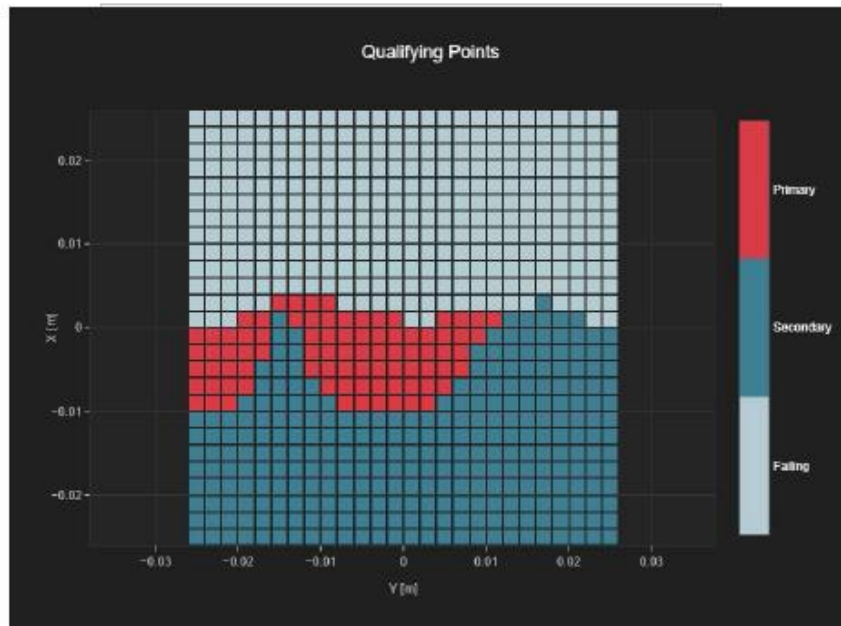 Qualifying Points
0.02
0.01
0
−0.01
−0.02
X [m]
−0.03
−0.02
−0.01
0
0.01
0.02
0.03
Y [m]
Primary
Secondary
Failing